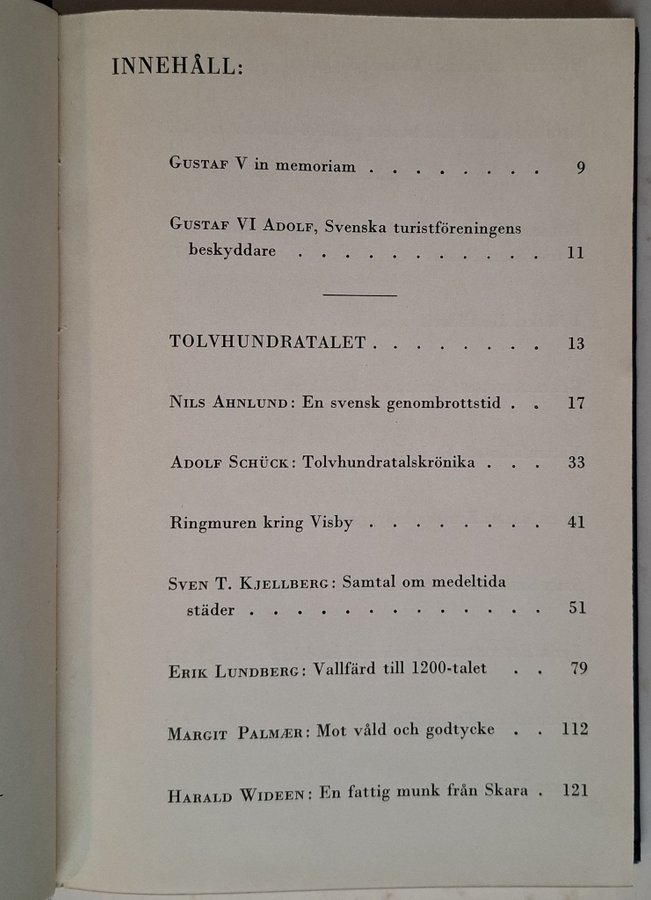 INNEHÅLL:
GUSTAF V in memoriam . . . . . . . . 9
GUSTAF VI ADOLF, Svenska turistföreningens
beskyddare . . . . . . . . . . . 11
TOLVHUNDRATALET . . . . . . . . 13
NILS AHNLUND: En svensk genombrottstid . . 17
ADOLF SCHÜCK: Tolvhundratalskrönika . . . 33
Ringmuren kring Visby . . . . . . . . 41
SVEN T. KJELLBERG: Samtal om medeltida
städer . . . . . . . . . . . . . 51
ERIK LUNDBERG: Vallfärd till 1200-talet . . 79
MARGIT PALMÆR: Mot våld och godtycke . . 112
HARALD WIDEEN: En fattig munk från Skara . 121